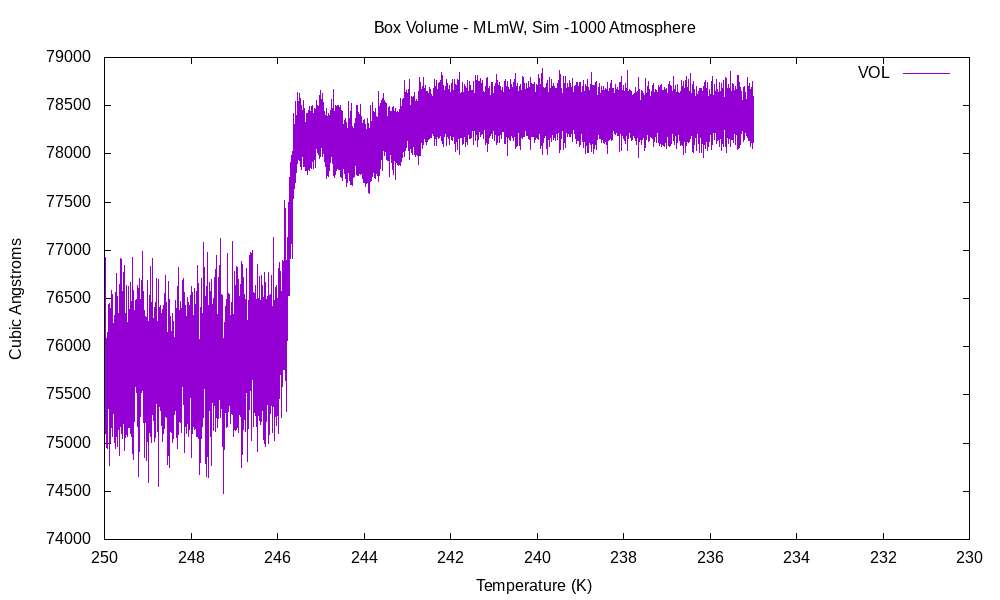 Box Volume - MLmW, Sim -1000 Atmosphere
VOL
79000
78500
78000
77500
77000
76500
76000
75500
75000
74500
74000
250 248 246 244 242 240 238 236 234 232 230
Cubic Angstroms
Temperature (K)